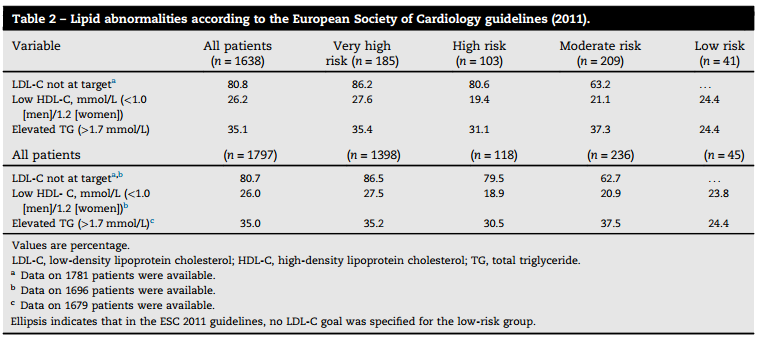 Table 2 – Lipid abnormalities according to the European Society of Cardiology guidelines (2011).
Variable All patients (n = 1638) Very high risk (n = 185) High risk (n = 103) Moderate risk (n = 209) Low risk (n = 41)
LDL-C not at targetᵃ 80.8 86.2 80.6 63.2 ...
Low HDL-C, mmol/L (<1.0 [men]/1.2 [women]) 26.2 27.6 19.4 21.1 24.4
Elevated TG (>1.7 mmol/L) 35.1 35.4 31.1 37.3 24.4
All patients (n = 1797) (n = 1398) (n = 118) (n = 236) (n = 45)
LDL-C not at targetᵃ,ᵇ 80.7 86.5 79.5 62.7 ...
Low HDL- C, mmol/L (<1.0 [men]/1.2 [women])ᵇ 26.0 27.5 18.9 20.9 23.8
Elevated TG (>1.7 mmol/L)ᶜ 35.0 35.2 30.5 37.5 24.4
Values are percentage.
LDL-C, low-density lipoprotein cholesterol; HDL-C, high-density lipoprotein cholesterol; TG, total triglyceride.
ᵃ Data on 1781 patients were available.
ᵇ Data on 1696 patients were available.
ᶜ Data on 1679 patients were available.
Ellipsis indicates that in the ESC 2011 guidelines, no LDL-C goal was specified for the low-risk group.